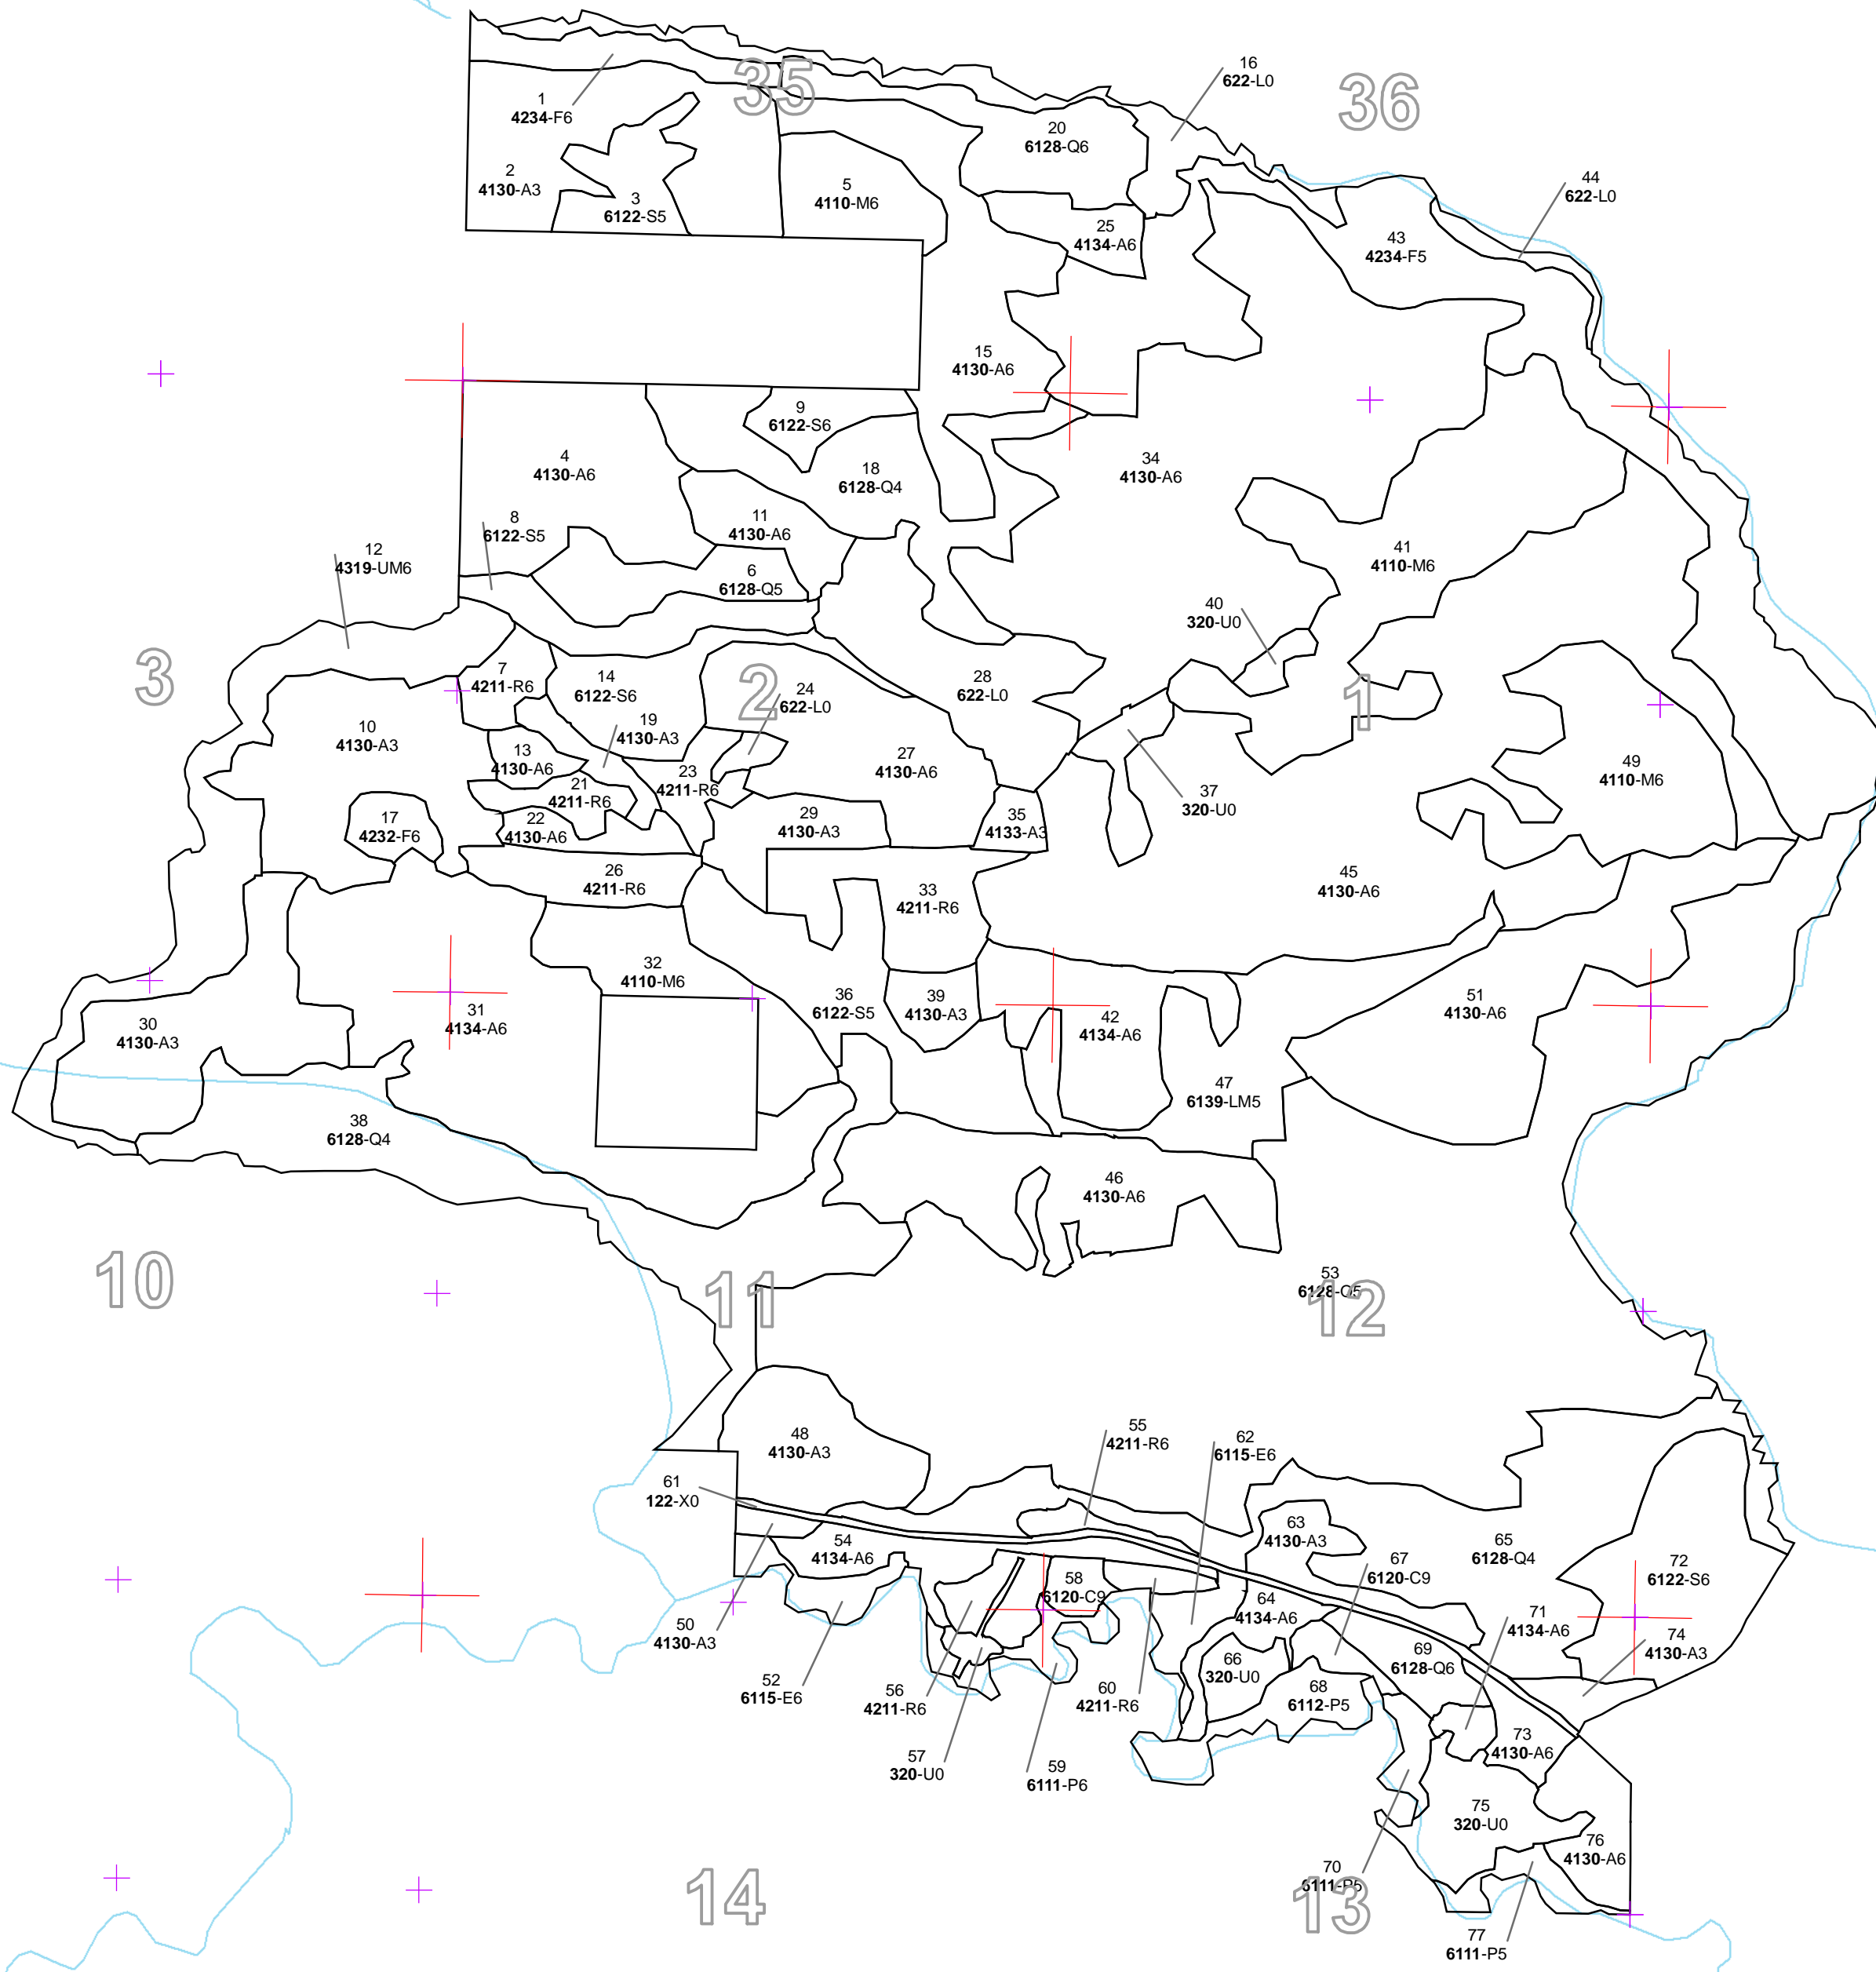 35
36
16
622-L0
1
4234-F6
20
6128-Q6
2
4130-A3
3
6122-S5
5
4110-M6
44
622-L0
25
4134-A6
43
4234-F5
15
4130-A6
9
6122-S6
4
4130-A6
18
6128-Q4
34
4130-A6
8
6122-S5
11
4130-A6
12
4319-UM6
6
6128-Q5
41
4110-M6
40
320-U0
3
7
4211-R6
14
6122-S6
2
24
622-L0
28
622-L0
1
10
4130-A3
19
4130-A3
13
4130-A6
23
4211-R6
27
4130-A6
49
4110-M6
21
4211-R6
37
320-U0
17
4232-F6
22
4130-A6
29
4130-A3
35
4133-A3
26
4211-R6
33
4211-R6
45
4130-A6
32
4110-M6
36
6122-S5
39
4130-A3
51
4130-A6
30
4130-A3
31
4134-A6
42
4134-A6
47
6139-LM5
38
6128-Q4
46
4130-A6
10
11
53
6128-Q5
12
48
4130-A3
55
4211-R6
62
6115-E6
61
122-X0
63
4130-A3
54
4134-A6
65
6128-Q4
67
6120-C9
72
6122-S6
58
6120-C9
64
4134-A6
71
4134-A6
50
4130-A3
74
4130-A3
69
6128-Q6
66
320-U0
52
6115-E6
56
4211-R6
60
4211-R6
68
6112-P5
73
4130-A6
57
320-U0
59
6111-P6
75
320-U0
76
4130-A6
70
6111-P5
14
13
77
6111-P5